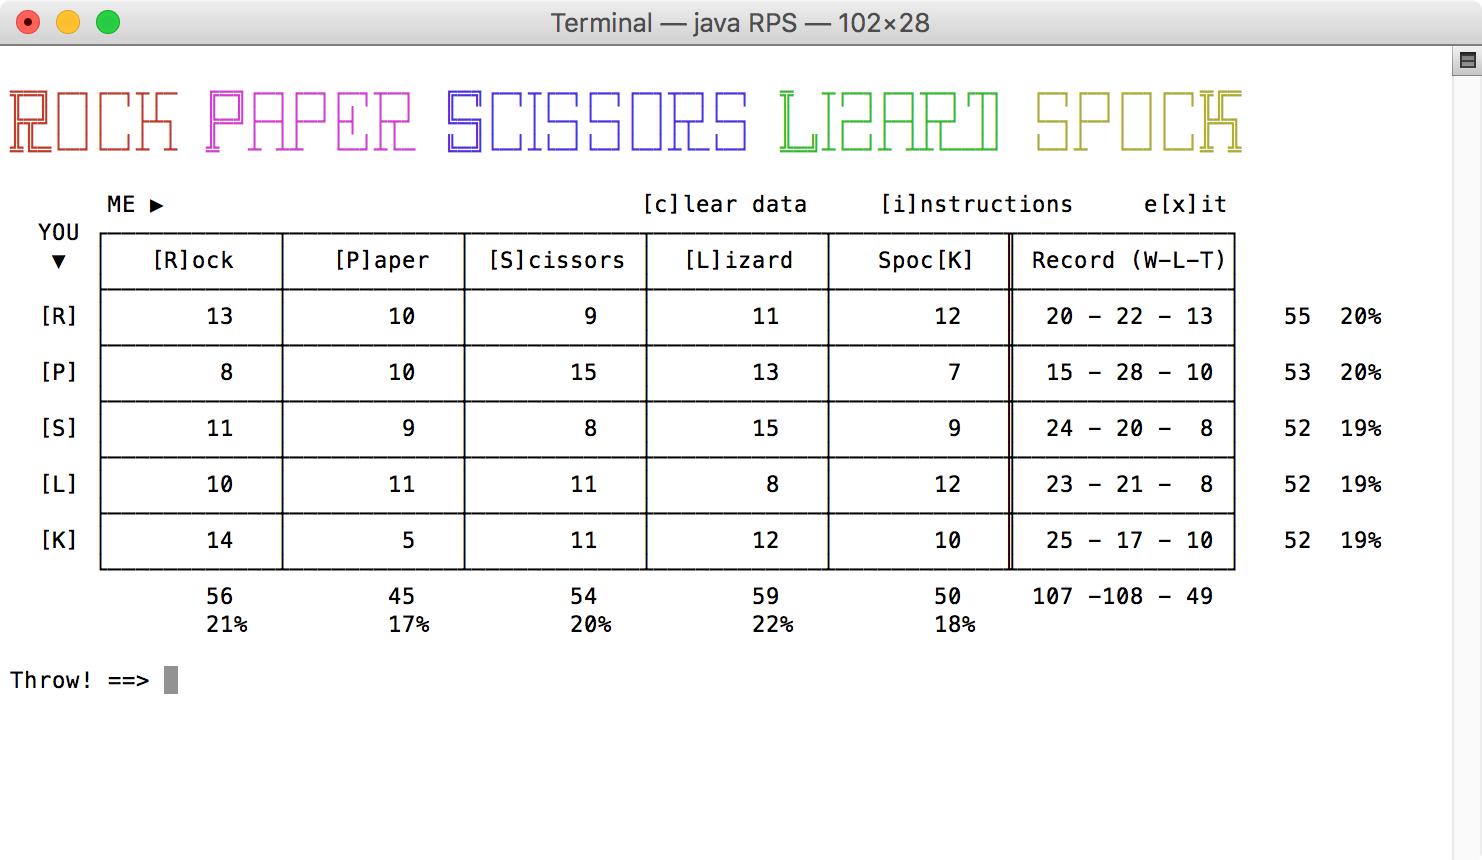 Terminal — java RPS — 102×28
ROCK PAPER SCISSORS LIZARD SPOCK
ME ▶ [c]lear data [i]nstructions e[x]it
YOU
▼ [R]ock [P]aper [S]cissors [L]izard Spoc[K] Record (W-L-T)
[R] 13 10 9 11 12 20 - 22 - 13 55 20%
[P] 8 10 15 13 7 15 - 28 - 10 53 20%
[S] 11 9 8 15 9 24 - 20 - 8 52 19%
[L] 10 11 11 8 12 23 - 21 - 8 52 19%
[K] 14 5 11 12 10 25 - 17 - 10 52 19%
56 45 54 59 50 107 -108 - 49
21% 17% 20% 22% 18%
Throw! ==>